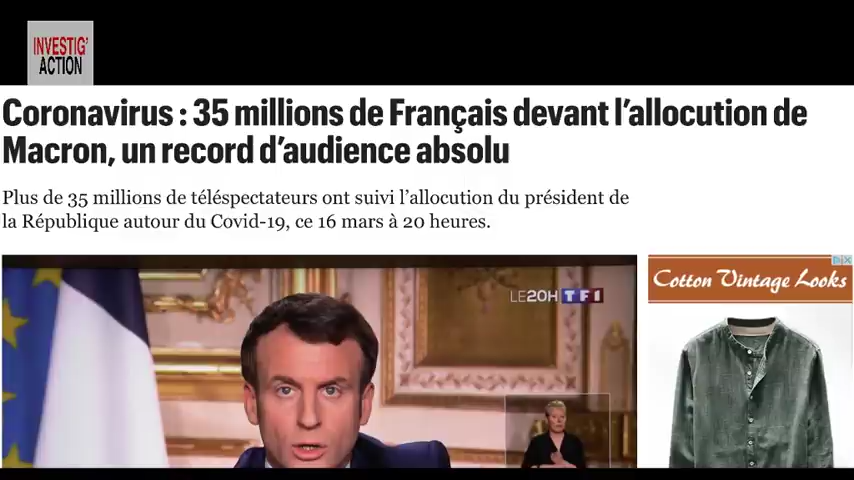 INVESTIG'
ACTION
Coronavirus : 35 millions de Français devant l'allocution de
Macron, un record d'audience absolu
Plus de 35 millions de téléspectateurs ont suivi l'allocution du président de
la République autour du Covid-19, ce 16 mars à 20 heures.
LE20H TF1
Cotton Vintage Looks